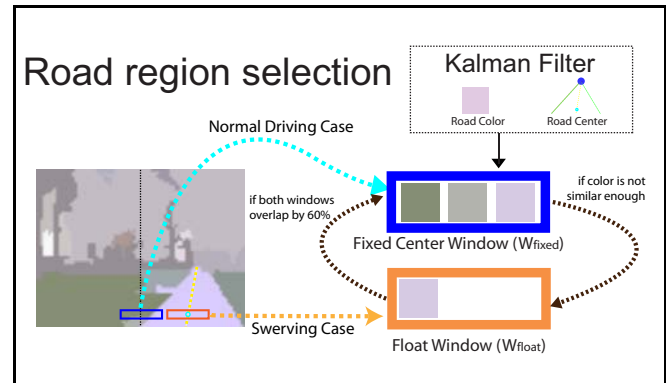 Road region selection
Kalman Filter
Road Color
Road Center
Normal Driving Case
if both windows
overlap by 60%
if color is not
similar enough
Fixed Center Window (Wfixed)
Swerving Case
Float Window (Wfloat)